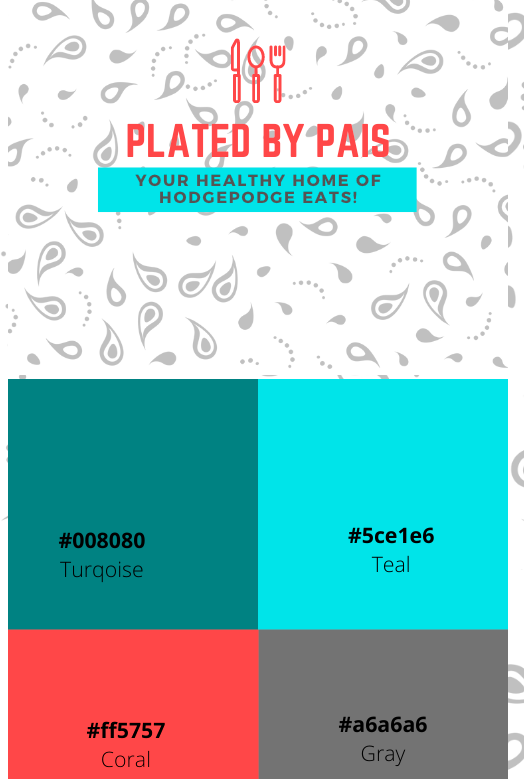 PLATED BY PAIS
YOUR HEALTHY HOME OF
HODGEPODGE EATS!
#008080
Turqoise
#5ce1e6
Teal
#ff5757
Coral
#a6a6a6
Gray